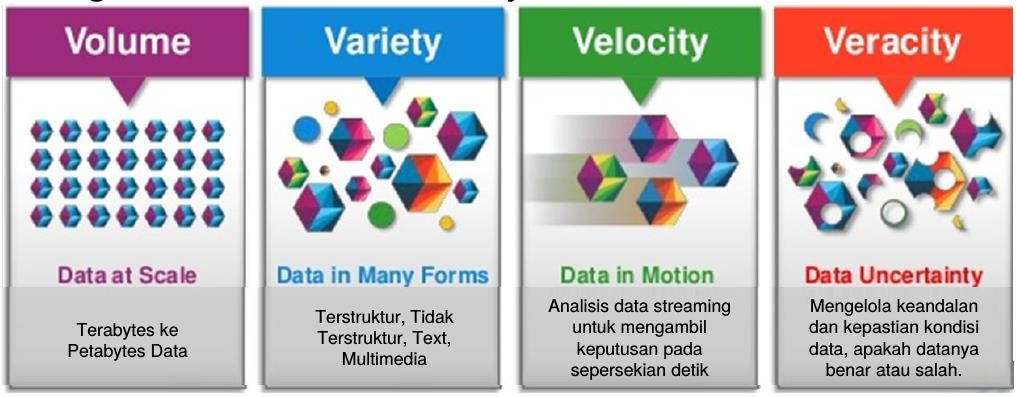 Volume
Data at Scale
Terabytes ke
Petabytes Data
Variety
Data in Many Forms
Terstruktur, Tidak
Terstruktur, Text,
Multimedia
Velocity
Data in Motion
Analisis data streaming
untuk mengambil
keputusan pada
sepersekian detik
Veracity
Data Uncertainty
Mengelola keandalan
dan kepastian kondisi
data, apakah datanya
benar atau salah.